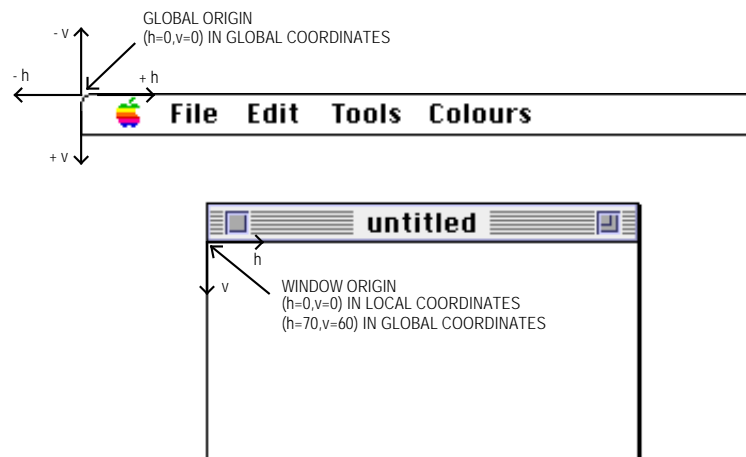 GLOBAL ORIGIN
(h=0,v=0) IN GLOBAL COORDINATES
- v
- h
+ h
File Edit Tools Colours
+ v
untitled
h
v
WINDOW ORIGIN
(h=0,v=0) IN LOCAL COORDINATES
(h=70,v=60) IN GLOBAL COORDINATES